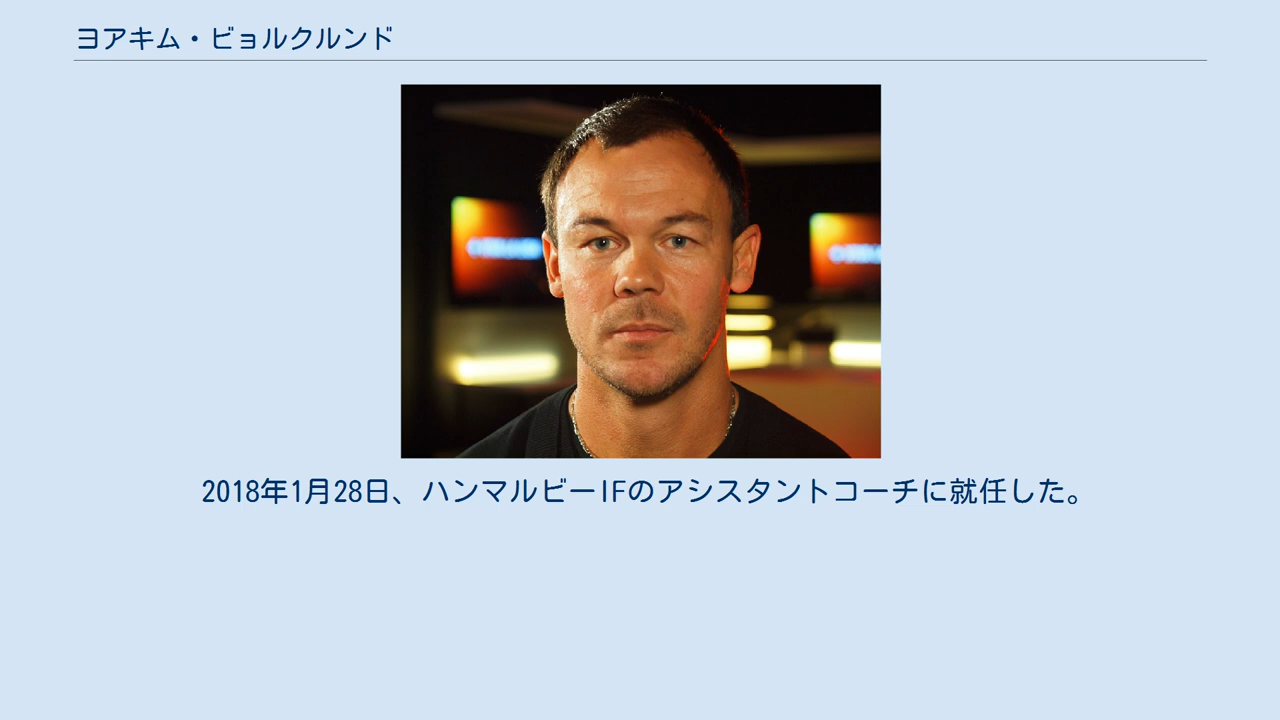 ヨアキム・ビョルクルンド
2018年1月28日、ハンマルビーIFのアシスタントコーチに就任した。